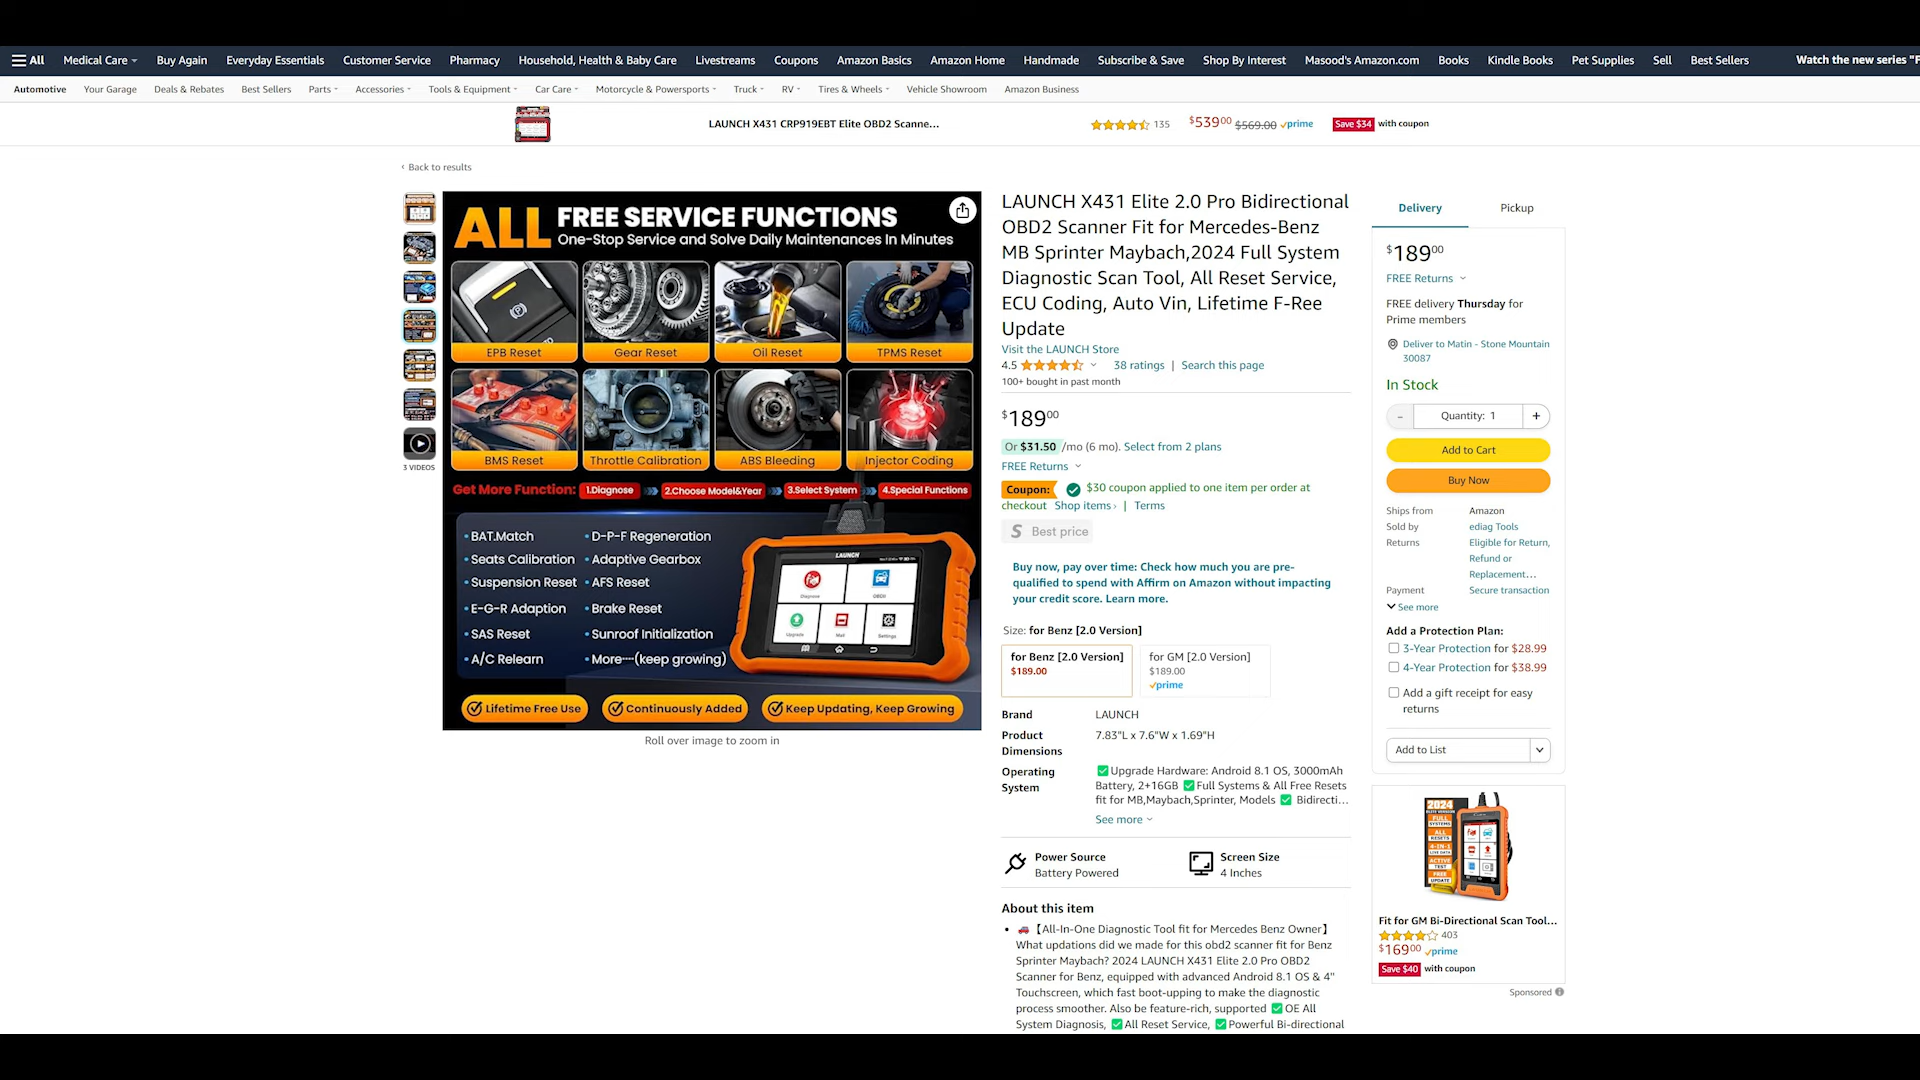 All Medical Care Buy Again Everyday Essentials Customer Service Pharmacy Household, Health & Baby Care Livestreams Coupons Amazon Basics Amazon Home Handmade Subscribe & Save Shop By Interest Masood's Amazon.com Books Kindle Books Pet Supplies Sell Best Sellers Watch the new series "F
Automotive Your Garage Deals & Rebates Best Sellers Parts Accessories Tools & Equipment Car Care Motorcycle & Powersports Truck RV Tires & Wheels Vehicle Showroom Amazon Business
LAUNCH X431 CRP919EBT Elite OBD2 Scanne... 135 $53900 $569.00 prime Save $34 with coupon
‹ Back to results
3 VIDEOS
ALL FREE SERVICE FUNCTIONS
One-Stop Service and Solve Daily Maintenances In Minutes
EPB Reset Gear Reset Oil Reset TPMS Reset
BMS Reset Throttle Calibration ABS Bleeding Injector Coding
Get More Function: 1.Diagnose 2.Choose Model&Year 3.Select System 4.Special Functions
•BAT.Match •D-P-F Regeneration
•Seats Calibration •Adaptive Gearbox
•Suspension Reset •AFS Reset
•E-G-R Adaption •Brake Reset
•SAS Reset •Sunroof Initialization
•A/C Relearn •More····(keep growing)
LAUNCH
Diagnose OBDII
Upgrade Mall Settings
Lifetime Free Use Continuously Added Keep Updating, Keep Growing
Roll over image to zoom in
LAUNCH X431 Elite 2.0 Pro Bidirectional
OBD2 Scanner Fit for Mercedes-Benz
MB Sprinter Maybach,2024 Full System
Diagnostic Scan Tool, All Reset Service,
ECU Coding, Auto Vin, Lifetime F-Ree
Update
Visit the LAUNCH Store
4.5 38 ratings | Search this page
100+ bought in past month
$18900
Or $31.50 /mo (6 mo). Select from 2 plans
FREE Returns
Coupon: $30 coupon applied to one item per order at
checkout Shop items › | Terms
S Best price
Buy now, pay over time: Check how much you are pre-
qualified to spend with Affirm on Amazon without impacting
your credit score. Learn more.
Size: for Benz [2.0 Version]
for Benz [2.0 Version] for GM [2.0 Version]
$189.00 $189.00
prime
Brand LAUNCH
Product 7.83"L x 7.6"W x 1.69"H
Dimensions
Operating ✅Upgrade Hardware: Android 8.1 OS, 3000mAh
System Battery, 2+16GB ✅Full Systems & All Free Resets
fit for MB,Maybach,Sprinter, Models ✅ Bidirecti...
See more
Power Source Screen Size
Battery Powered 4 Inches
About this item
• 🚗【All-In-One Diagnostic Tool fit for Mercedes Benz Owner】
What updations did we made for this obd2 scanner fit for Benz
Sprinter Maybach? 2024 LAUNCH X431 Elite 2.0 Pro OBD2
Scanner for Benz, equipped with advanced Android 8.1 OS & 4"
Touchscreen, which fast boot-upping to make the diagnostic
process smoother. Also be feature-rich, supported ✅OE All
System Diagnosis, ✅All Reset Service, ✅Powerful Bi-directional
Delivery Pickup
$18900
FREE Returns
FREE delivery Thursday for
Prime members
Deliver to Matin - Stone Mountain
30087
In Stock
- Quantity: 1 +
Add to Cart
Buy Now
Ships from Amazon
Sold by ediag Tools
Returns Eligible for Return,
Refund or
Replacement...
Payment Secure transaction
See more
Add a Protection Plan:
3-Year Protection for $28.99
4-Year Protection for $38.99
Add a gift receipt for easy
returns
Add to List
2024
FULL
SYSTEMS
ALL
RESETS
4-IN-1
LIVE DATA
ACTIVE
TEST
FREE
UPDATE
Fit for GM Bi-Directional Scan Tool...
403
$16900 prime
Save $40 with coupon
Sponsored